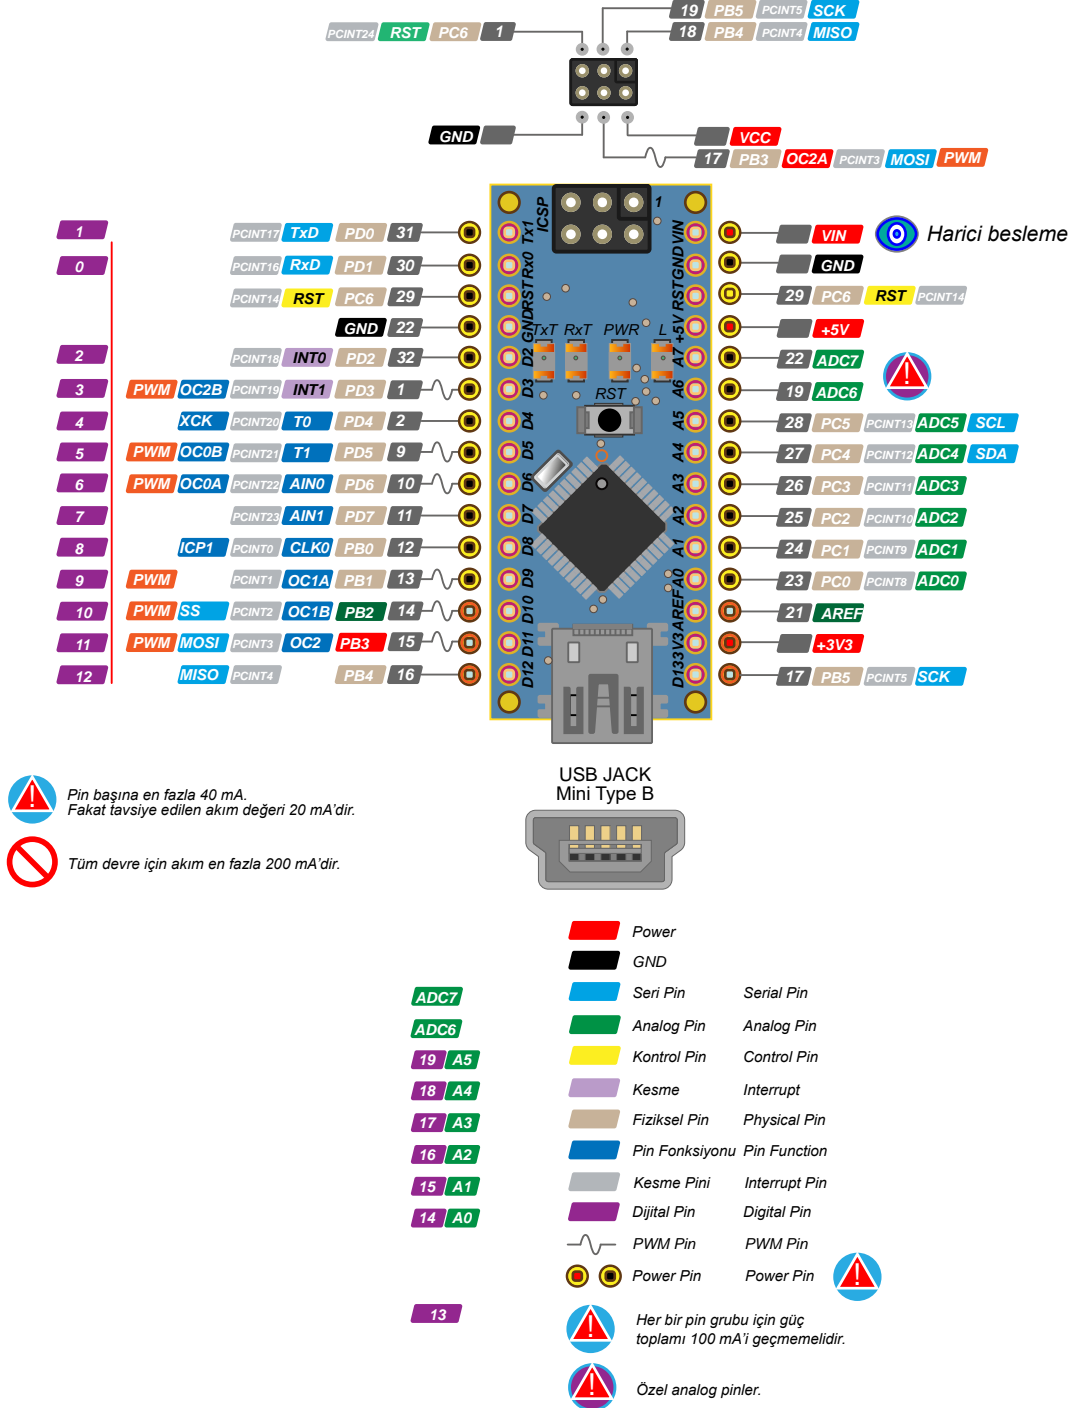 19 PB5 PCINT5 SCK
PCINT24 RST PC6 1
18 PB4 PCINT4 MISO
GND
VCC
17 PB3 OC2A PCINT3 MOSI PWM
ICSP
1
1 PCINT17 TxD PD0 31 Tx1
VIN VIN Harici besleme
0 PCINT16 RxD PD1 30 Rx0
GND GND
PCINT14 RST PC6 29 RST
RST 29 PC6 RST PCINT14
GND 22 GND
+5V +5V
TxT RxT PWR L
2 PCINT18 INT0 PD2 32 D2
A7 22 ADC7
3 PWM OC2B PCINT19 INT1 PD3 1 D3
A6 19 ADC6
RST
4 XCK PCINT20 T0 PD4 2 D4
A5 28 PC5 PCINT13 ADC5 SCL
5 PWM OC0B PCINT21 T1 PD5 9 D5
A4 27 PC4 PCINT12 ADC4 SDA
6 PWM OC0A PCINT22 AIN0 PD6 10 D6
A3 26 PC3 PCINT11 ADC3
7 PCINT23 AIN1 PD7 11 D7
A2 25 PC2 PCINT10 ADC2
8 ICP1 PCINT0 CLK0 PB0 12 D8
A1 24 PC1 PCINT9 ADC1
9 PWM PCINT1 OC1A PB1 13 D9
A0 23 PC0 PCINT8 ADC0
10 PWM SS PCINT2 OC1B PB2 14 D10
AREF 21 AREF
11 PWM MOSI PCINT3 OC2 PB3 15 D11
3V3 +3V3
12 MISO PCINT4 PB4 16 D12
D13 17 PB5 PCINT5 SCK
USB JACK
Mini Type B
Pin başına en fazla 40 mA.
Fakat tavsiye edilen akım değeri 20 mA'dir.
Tüm devre için akım en fazla 200 mA'dir.
Power
GND
ADC7
Seri Pin Serial Pin
ADC6
Analog Pin Analog Pin
19 A5
Kontrol Pin Control Pin
18 A4
Kesme Interrupt
17 A3
Fiziksel Pin Physical Pin
16 A2
Pin Fonksiyonu Pin Function
15 A1
Kesme Pini Interrupt Pin
14 A0
Dijital Pin Digital Pin
PWM Pin PWM Pin
Power Pin Power Pin
13
Her bir pin grubu için güç
toplamı 100 mA'i geçmemelidir.
Özel analog pinler.